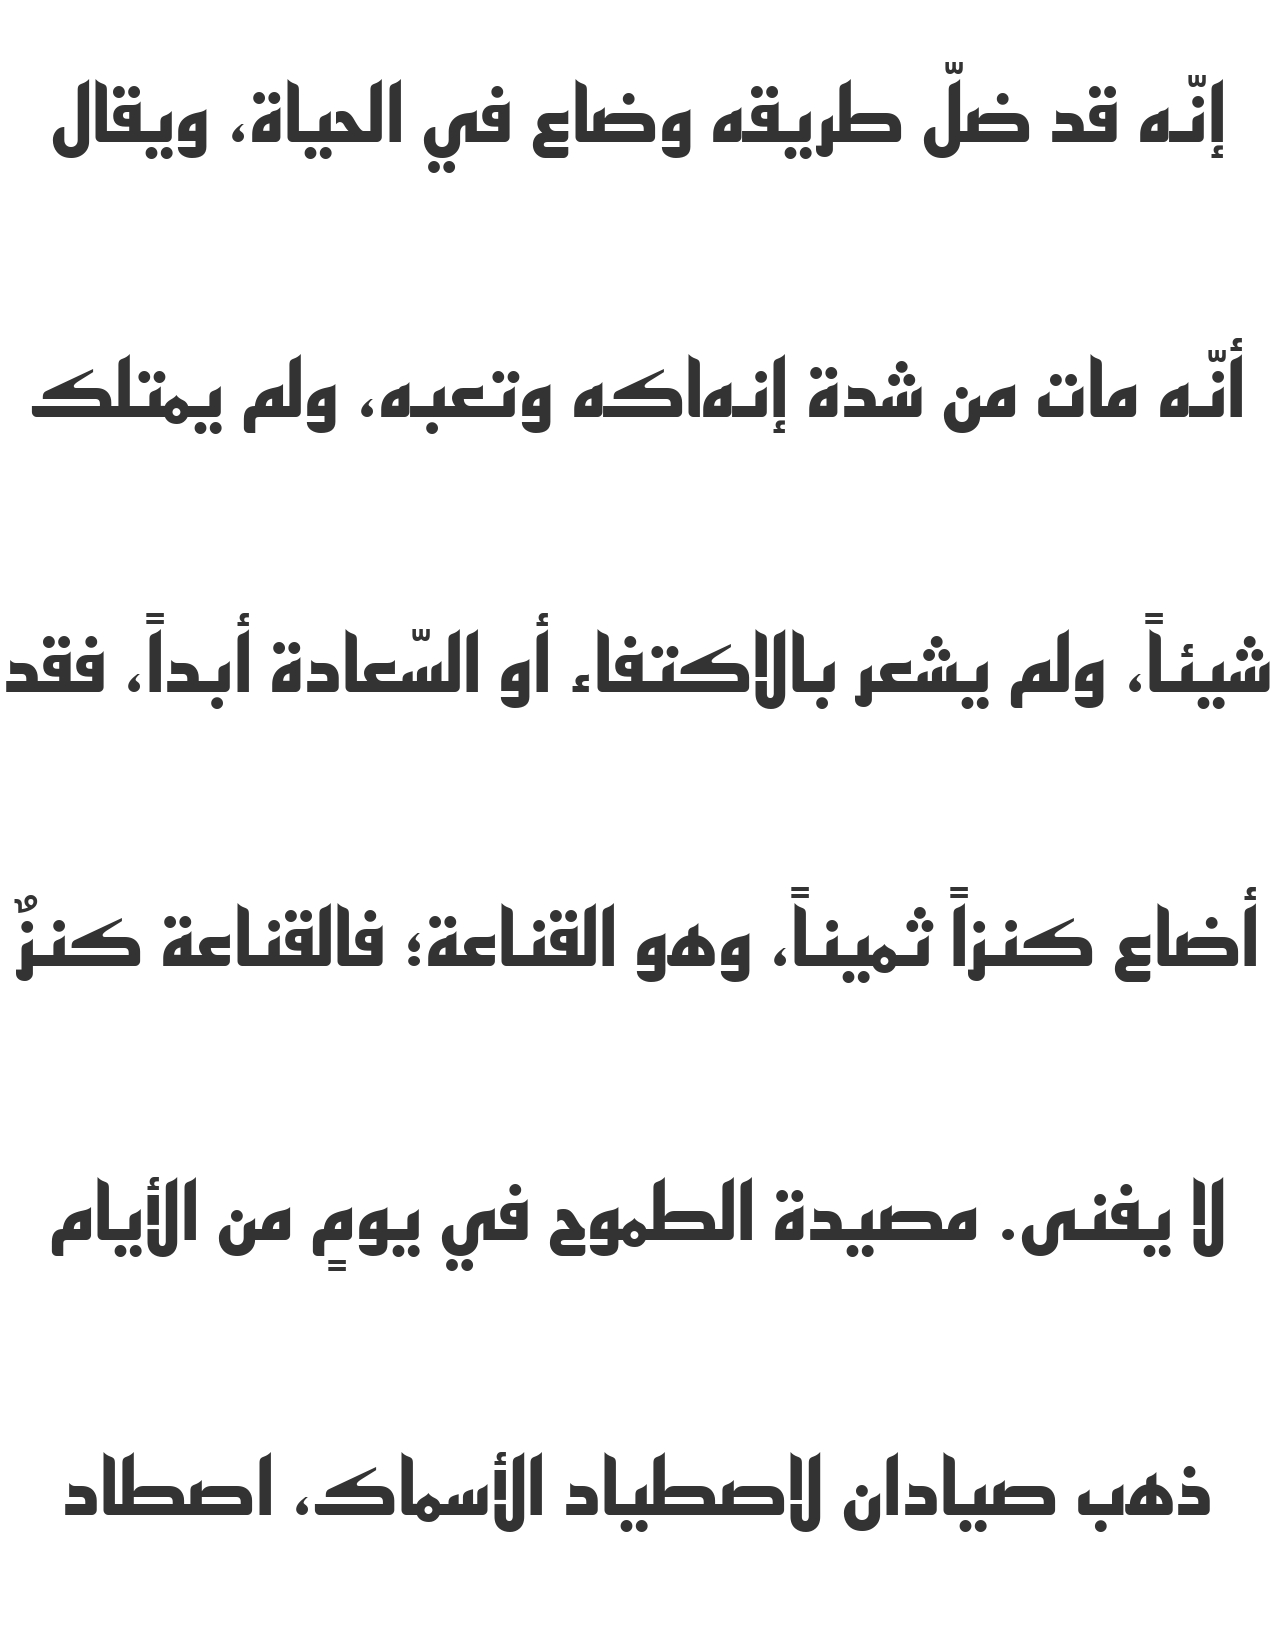 إنّه قد ضلّ طريقه وضاع في الحياة، ويقال
أنّه مات من شدة إنهاكه وتعبه، ولم يمتلك
شيئاً، ولم يشعر بالاكتفاء أو السّعادة أبداً، فقد
أضاع كنزاً ثميناً، وهو القناعة؛ فالقناعة كنزٌ
لا يفنى. مصيدة الطموح في يومٍ من الأيام
ذهب صيادان لاصطياد الأسماك، اصطاد